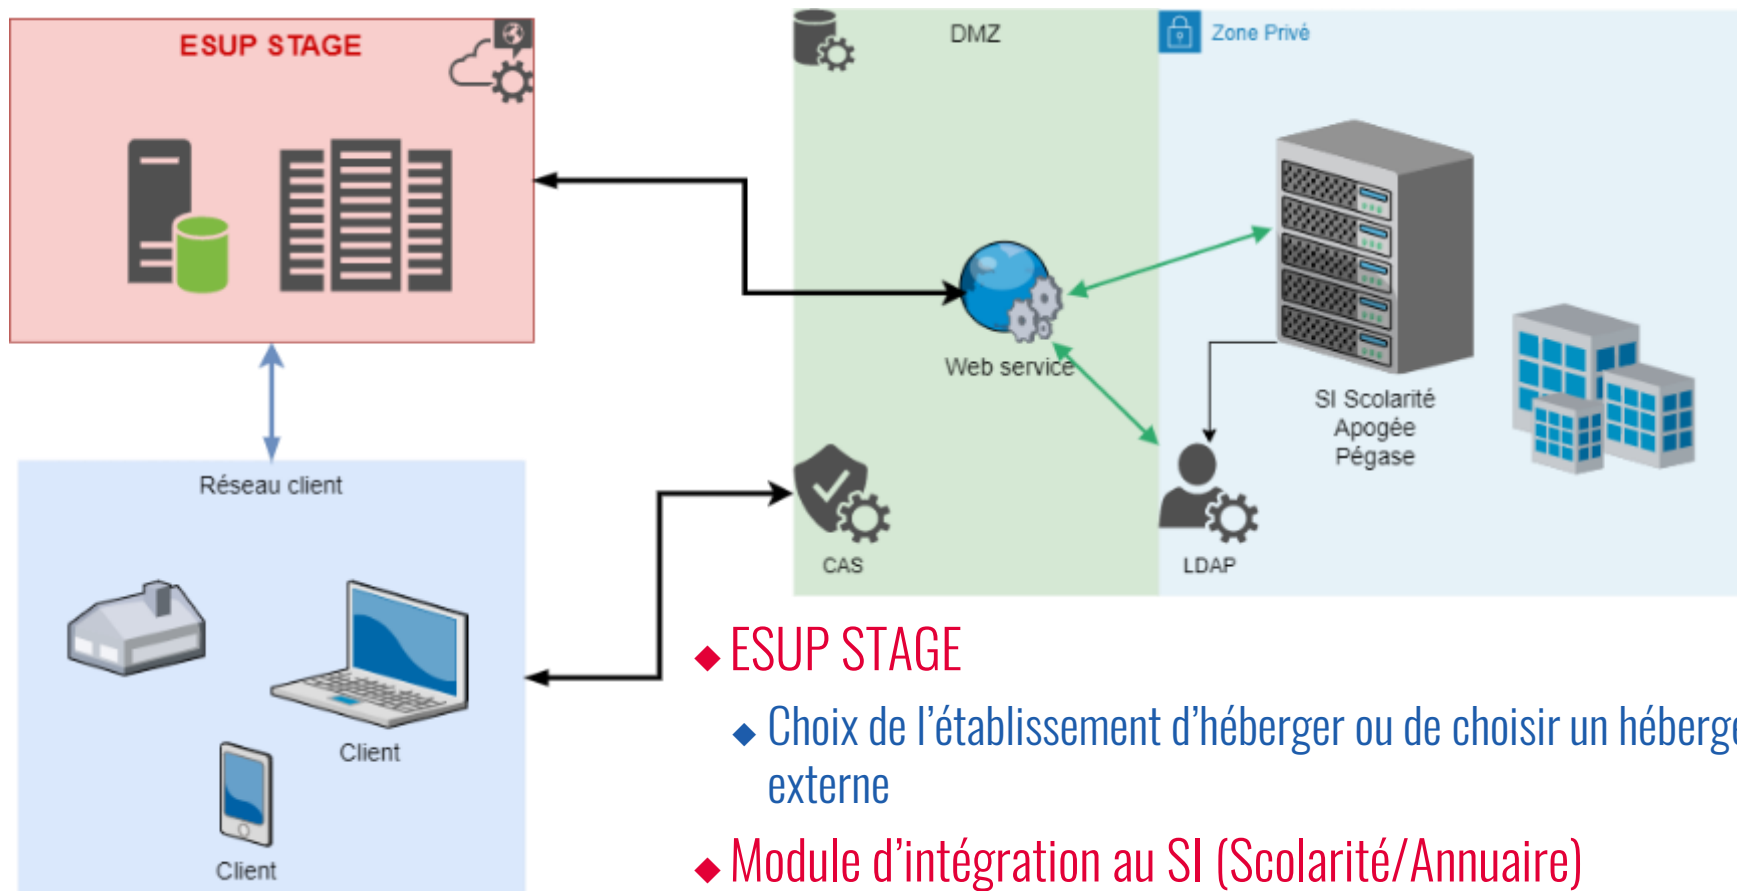 ESUP STAGE
DMZ
Zone Privé
Web service
SI Scolarité
Apogée
Pégase
CAS
LDAP
Réseau client
Client
Client
ESUP STAGE
Choix de l'établissement d'héberger ou de choisir un
externe
Module d'intégration au SI (Scolarité/Annuaire)